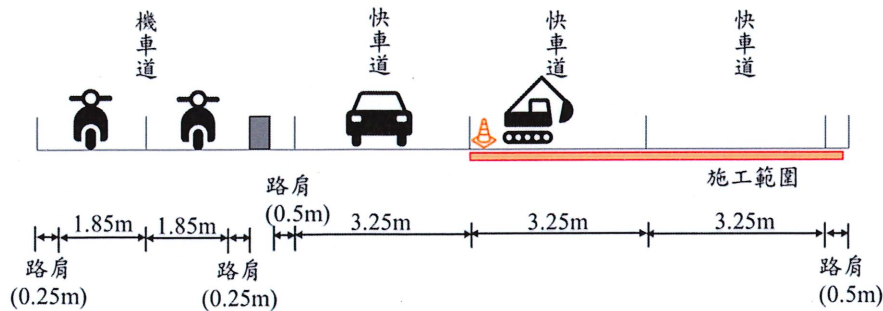 機車道
快車道
快車道
快車道
施工範圍
路肩
(0.5m)
1.85m
1.85m
3.25m
3.25m
3.25m
路肩
(0.25m)
路肩
(0.25m)
路肩
(0.5m)